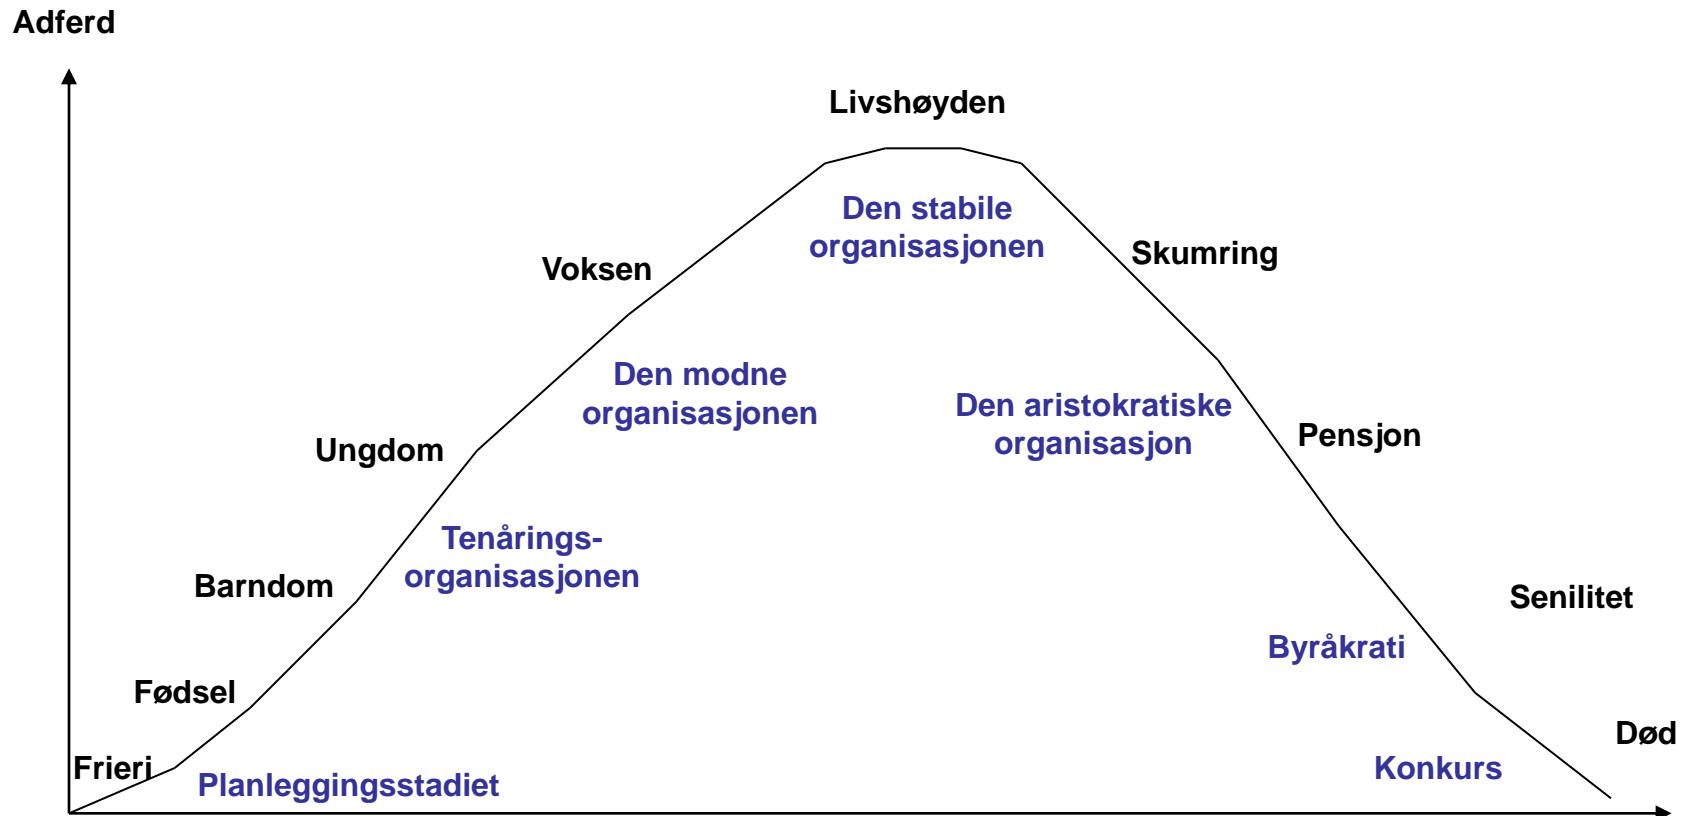 Adferd
Livshøyden
Den stabile
organisasjonen
Skumring
Voksen
Den modne
organisasjonen
Den aristokratiske
organisasjon
Pensjon
Ungdom
Tenårings-
organisasjonen
Barndom
Senilitet
Byråkrati
Fødsel
Død
Frieri
Planleggingsstadiet
Konkurs